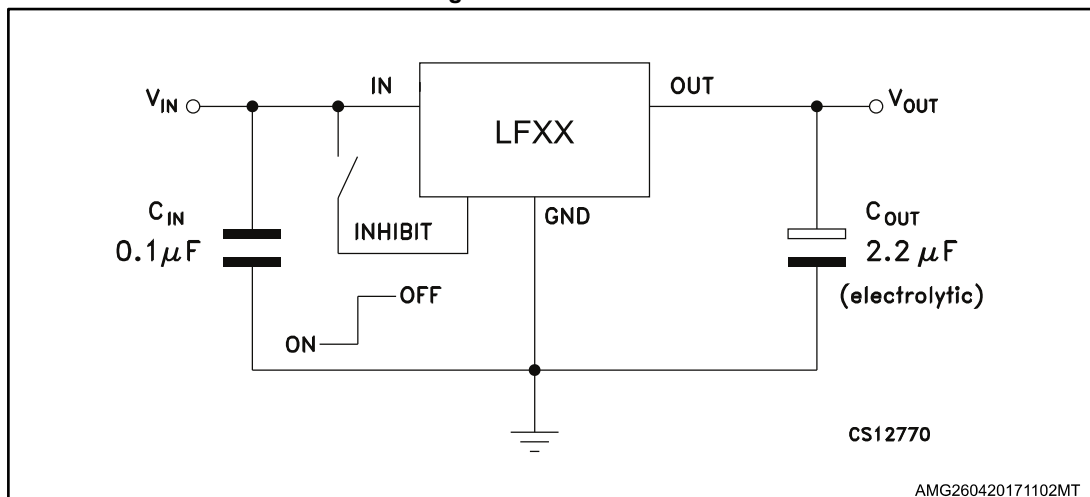 V_IN
IN
LFXX
OUT
V_OUT
C_IN
0.1μF
INHIBIT
GND
C_OUT
2.2 μF
(electrolytic)
OFF
ON
CS12770
AMG260420171102MT